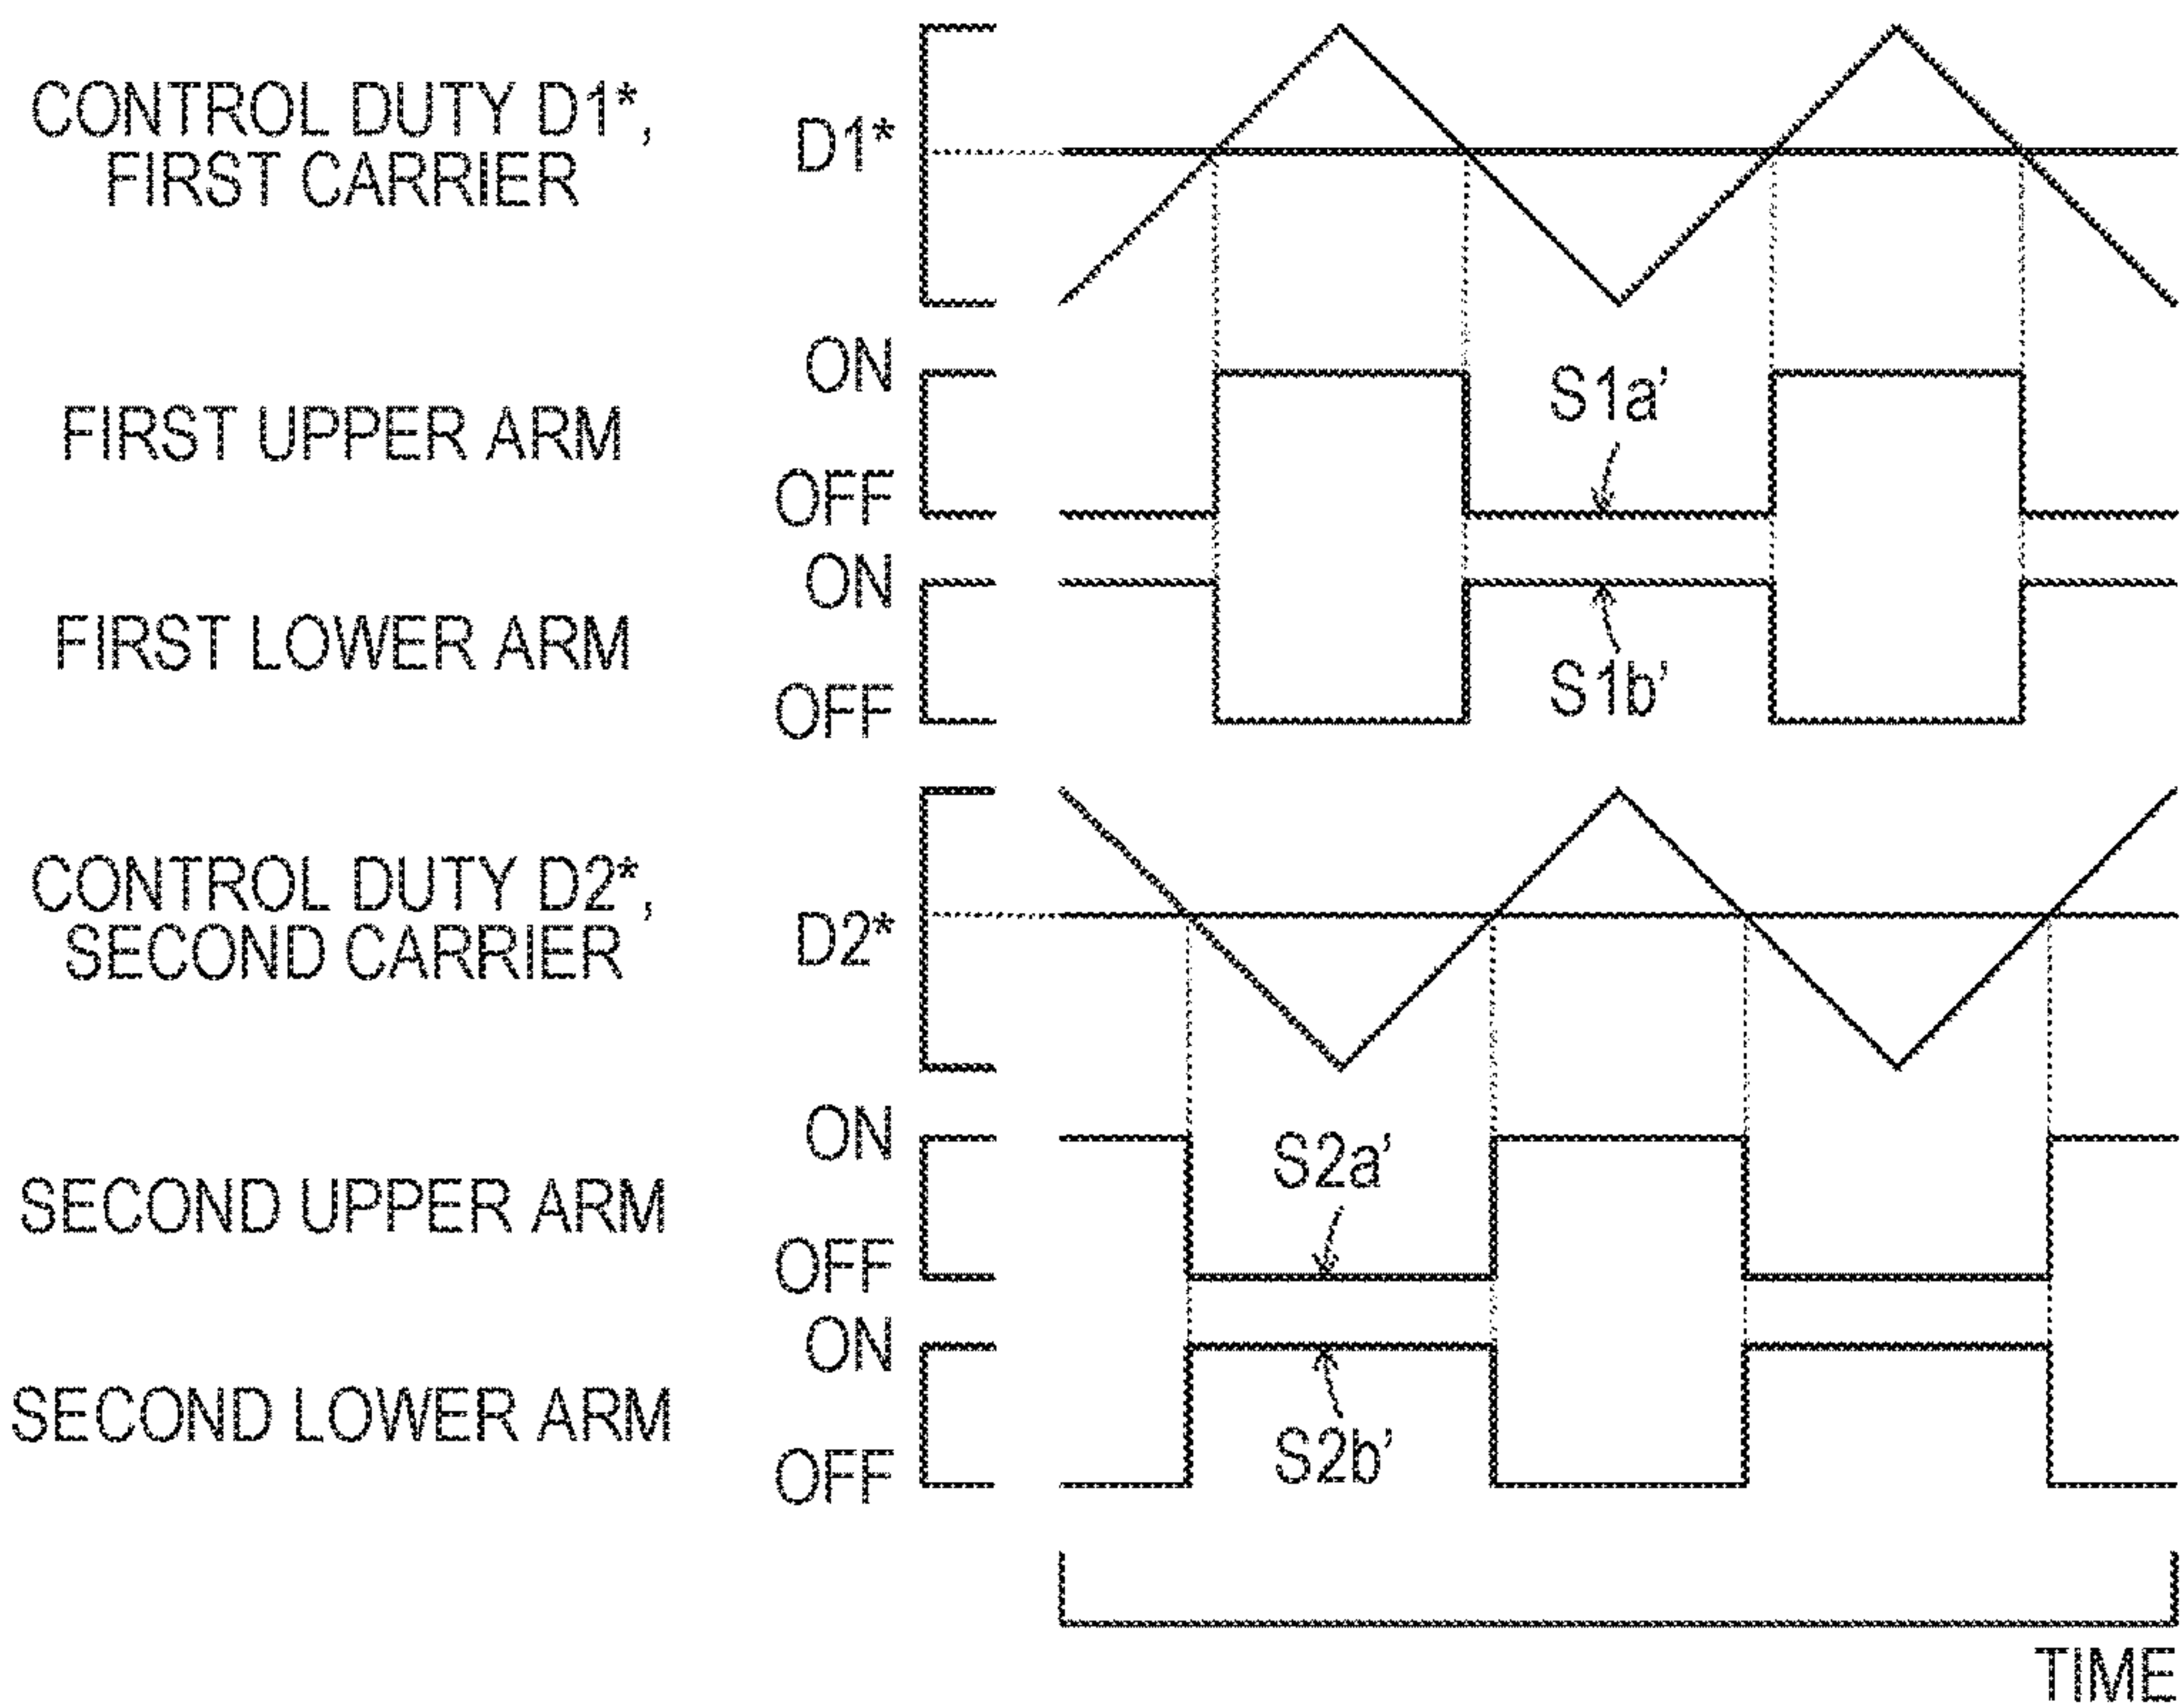 CONTROL DUTY D1*,
FIRST CARRIER
D1*
ON
FIRST UPPER ARM
S1a’
OFF
ON
FIRST LOWER ARM
S1b’
OFF
CONTROL DUTY D2*,
SECOND CARRIER
D2*
ON
SECOND UPPER ARM
S2a’
OFF
ON
SECOND LOWER ARM
S2b’
OFF
TIME